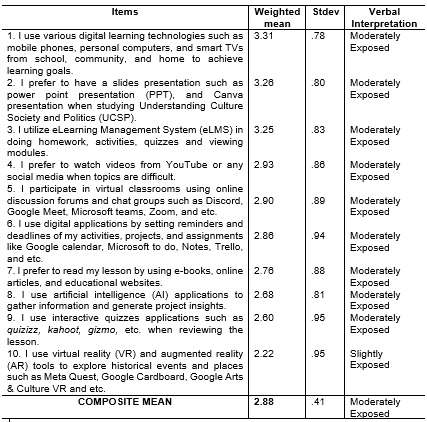 Items Weighted mean Stdev Verbal Interpretation
1. I use various digital learning technologies such as 3.31 .78 Moderately
mobile phones, personal computers, and smart TVs Exposed
from school, community, and home to achieve
learning goals.
2. I prefer to have a slides presentation such as 3.26 .80 Moderately
power point presentation (PPT), and Canva Exposed
presentation when studying Understanding Culture
Society and Politics (UCSP).
3. I utilize eLearning Management System (eLMS) in 3.25 .83 Moderately
doing homework, activities, quizzes and viewing Exposed
modules.
4. I prefer to watch videos from YouTube or any 2.93 .86 Moderately
social media when topics are difficult. Exposed
5. I participate in virtual classrooms using online 2.90 .89 Moderately
discussion forums and chat groups such as Discord, Exposed
Google Meet, Microsoft teams, Zoom, and etc.
6. I use digital applications by setting reminders and 2.86 .94 Moderately
deadlines of my activities, projects, and assignments Exposed
like Google calendar, Microsoft to do, Notes, Trello,
and etc.
7. I prefer to read my lesson by using e-books, online 2.76 .88 Moderately
articles, and educational websites. Exposed
8. I use artificial intelligence (AI) applications to 2.68 .81 Moderately
gather information and generate project insights. Exposed
9. I use interactive quizzes applications such as 2.60 .95 Moderately
quizizz, kahoot, gizmo, etc. when reviewing the Exposed
lesson.
10. I use virtual reality (VR) and augmented reality 2.22 .95 Slightly
(AR) tools to explore historical events and places Exposed
such as Meta Quest, Google Cardboard, Google Arts
& Culture VR and etc.
COMPOSITE MEAN 2.88 .41 Moderately
Exposed